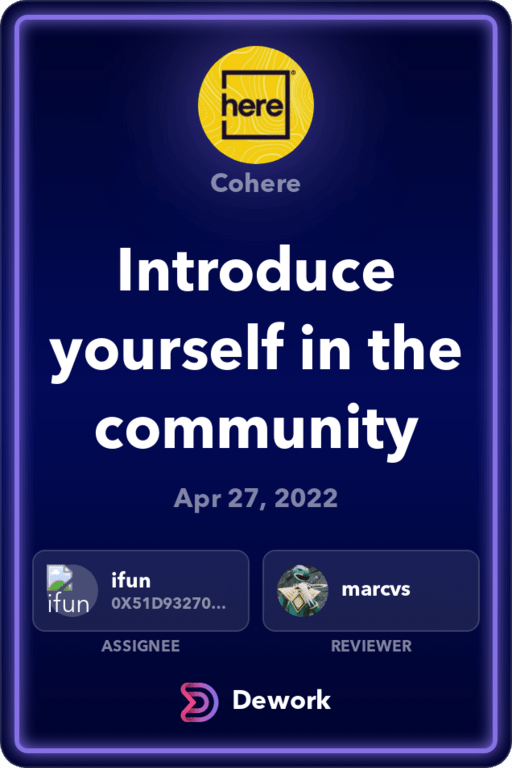 here
Cohere
Introduce
yourself in the
community
Apr 27, 2022
ifun
ifun
0X51D93270...
marcvs
ASSIGNEE
REVIEWER
Dework